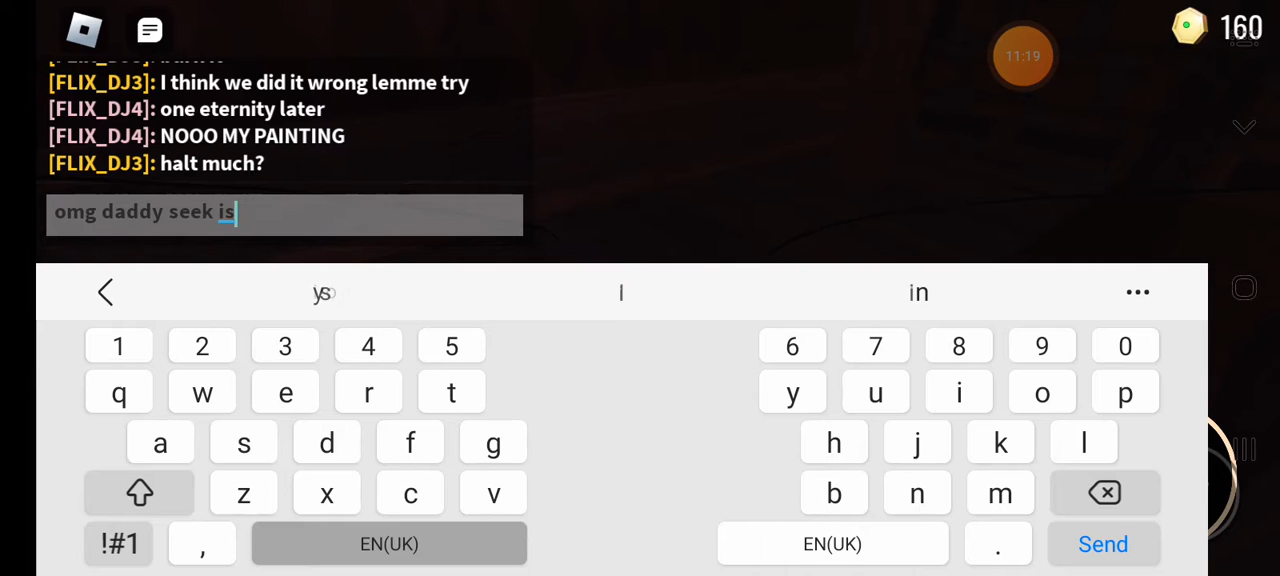 160
11:19
[FLIX_DJ3]: I think we did it wrong lemme try
[FLIX_DJ4]: one eternity later
[FLIX_DJ4]: NOOO MY PAINTING
[FLIX_DJ3]: halt much?
omg daddy seek is
I in
1 2 3 4 5 6 7 8 9 0
q w e r t y u i o p
a s d f g h j k l
z x c v b n m
!#1 , EN(UK) EN(UK) . Send